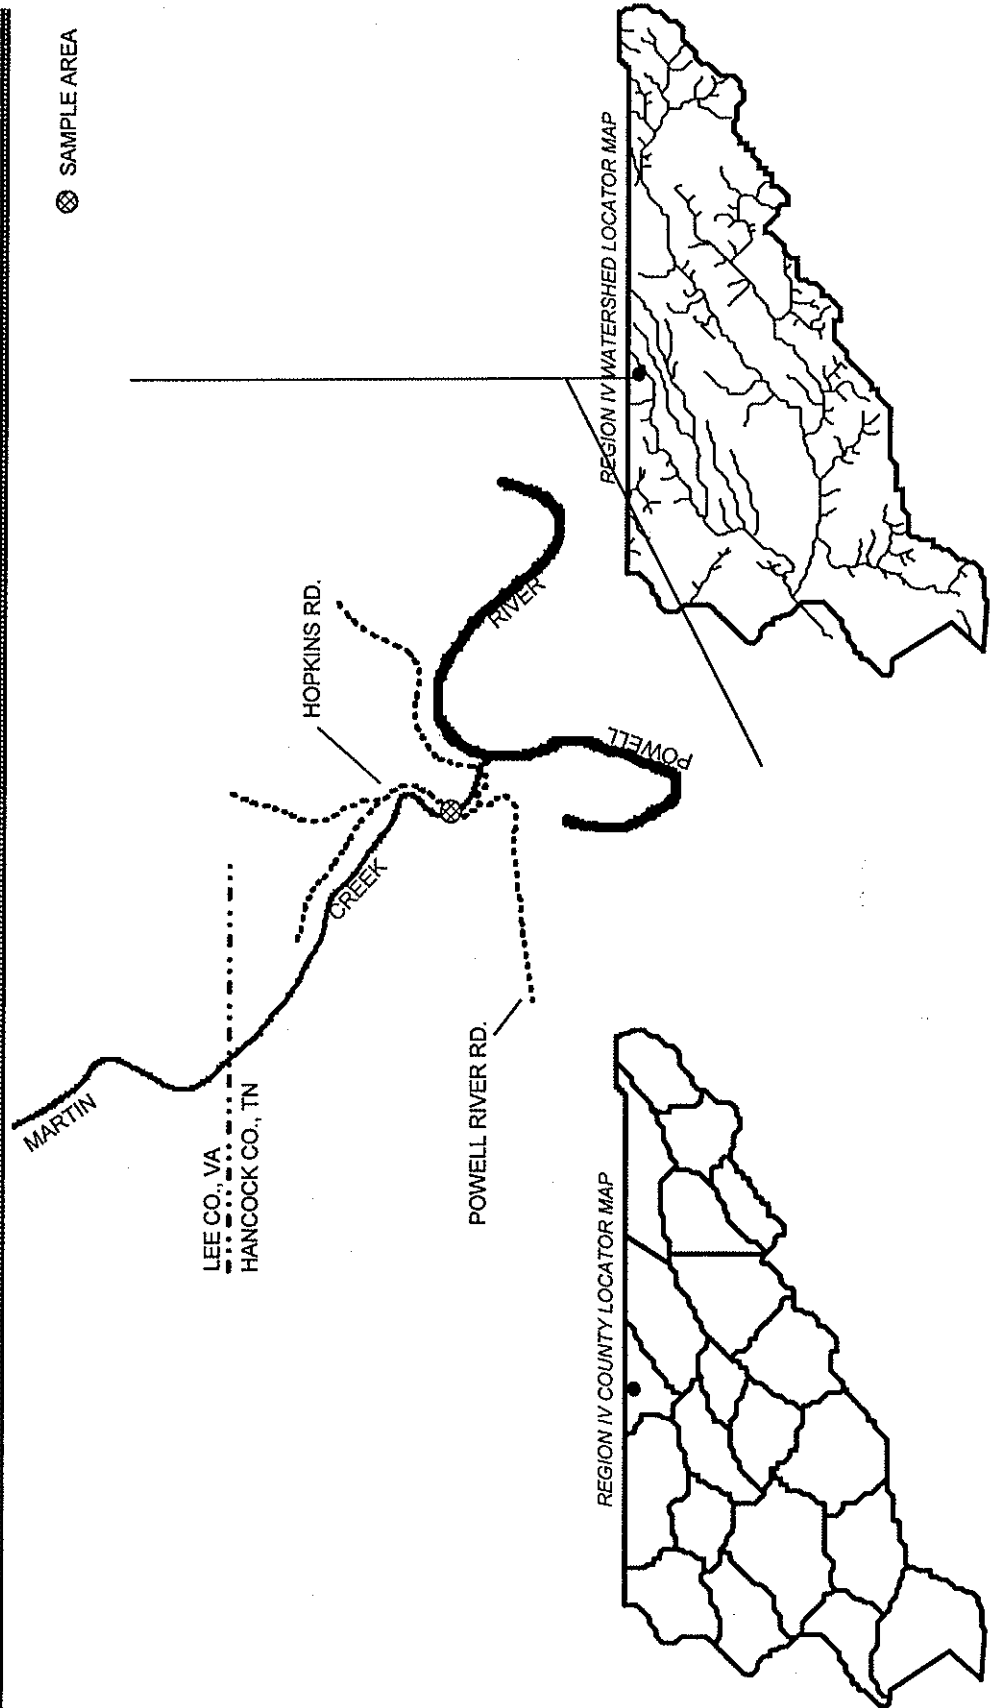 SAMPLE AREA
MARTIN
CREEK
LEE CO., VA
HANCOCK CO., TN
HOPKINS RD.
RIVER
POWELL
POWELL RIVER RD.
REGION IV COUNTY LOCATOR MAP
REGION IV WATERSHED LOCATOR MAP